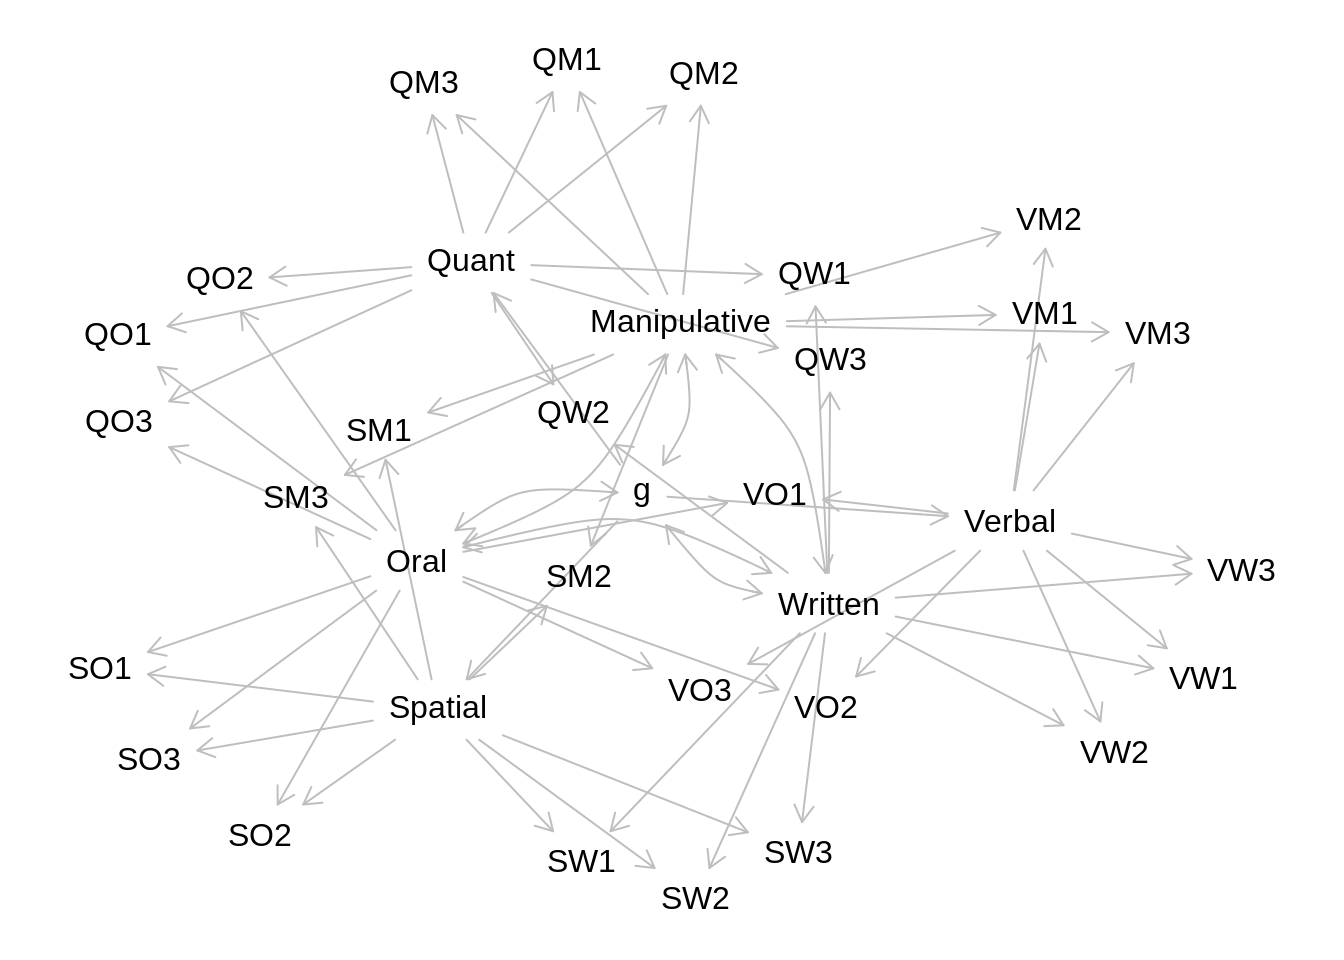 QM1
QM2
QM3
VM2
Quant
QW1
QO2
VM1
Manipulative
VM3
QO1
QW3
QW2
QO3
SM1
g
VO1
SM3
Verbal
Oral
VW3
SM2
Written
SO1
VW1
VO3
Spatial
VO2
VW2
SO3
SO2
SW3
SW1
SW2